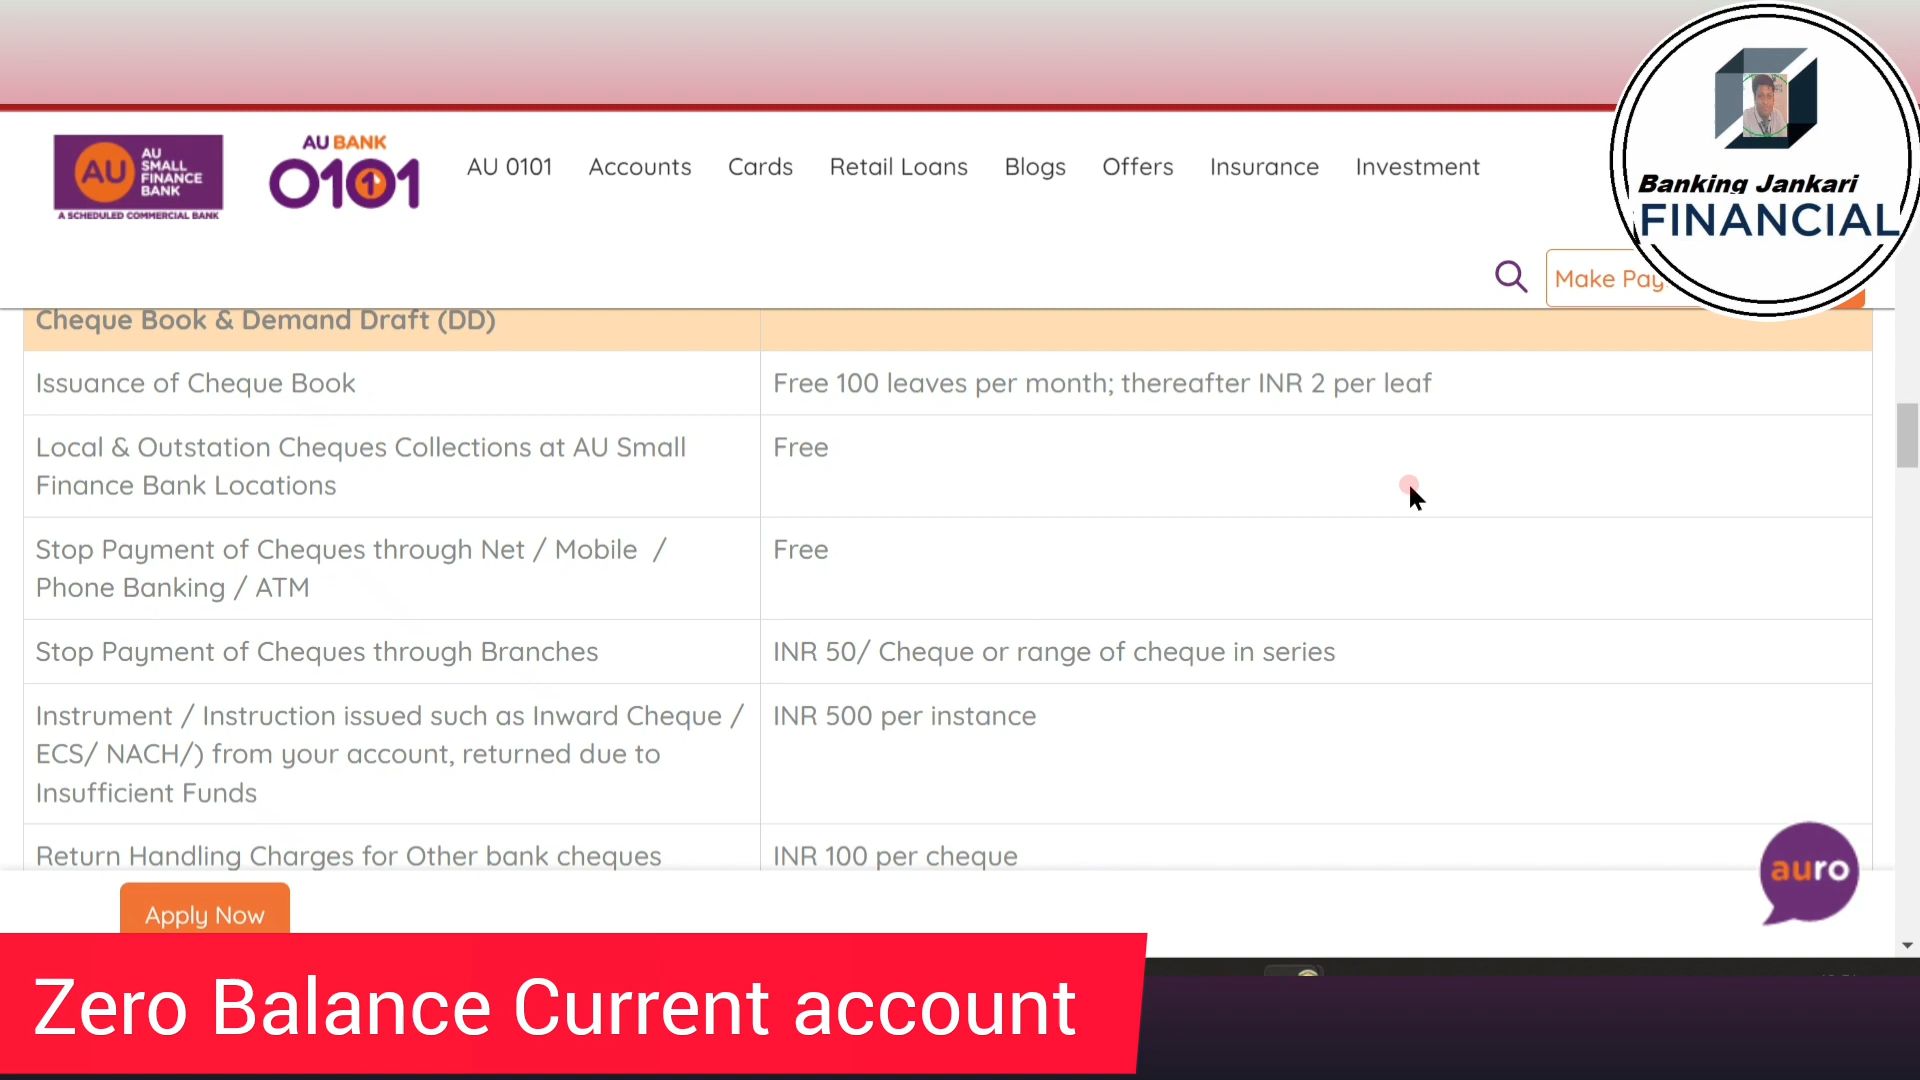 AU
AU
SMALL
FINANCE
BANK
A SCHEDULED COMMERCIAL BANK
AU BANK
0101
AU 0101
Accounts
Cards
Retail Loans
Blogs
Offers
Insurance
Investment
Banking Jankari
FINANCIAL
Make Pay
Cheque Book & Demand Draft (DD)
Issuance of Cheque Book
Free 100 leaves per month; thereafter INR 2 per leaf
Local & Outstation Cheques Collections at AU Small
Finance Bank Locations
Free
Stop Payment of Cheques through Net / Mobile /
Phone Banking / ATM
Free
Stop Payment of Cheques through Branches
INR 50/ Cheque or range of cheque in series
Instrument / Instruction issued such as Inward Cheque /
ECS/ NACH/) from your account, returned due to
Insufficient Funds
INR 500 per instance
Return Handling Charges for Other bank cheques
INR 100 per cheque
auro
Apply Now
Zero Balance Current account